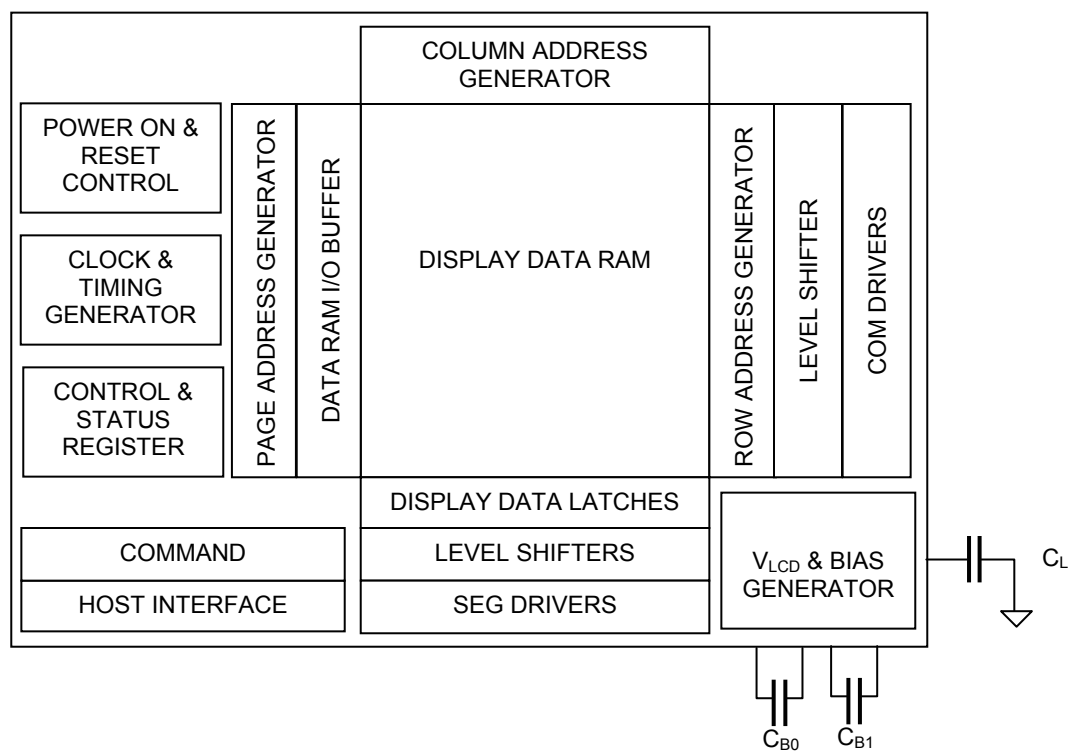 COLUMN ADDRESS
GENERATOR
POWER ON &
RESET
CONTROL
CLOCK &
TIMING
GENERATOR
CONTROL &
STATUS
REGISTER
PAGE ADDRESS GENERATOR
DATA RAM I/O BUFFER
DISPLAY DATA RAM
ROW ADDRESS GENERATOR
LEVEL SHIFTER
COM DRIVERS
DISPLAY DATA LATCHES
COMMAND
LEVEL SHIFTERS
HOST INTERFACE
SEG DRIVERS
VLCD & BIAS
GENERATOR
CL
CB0
CB1